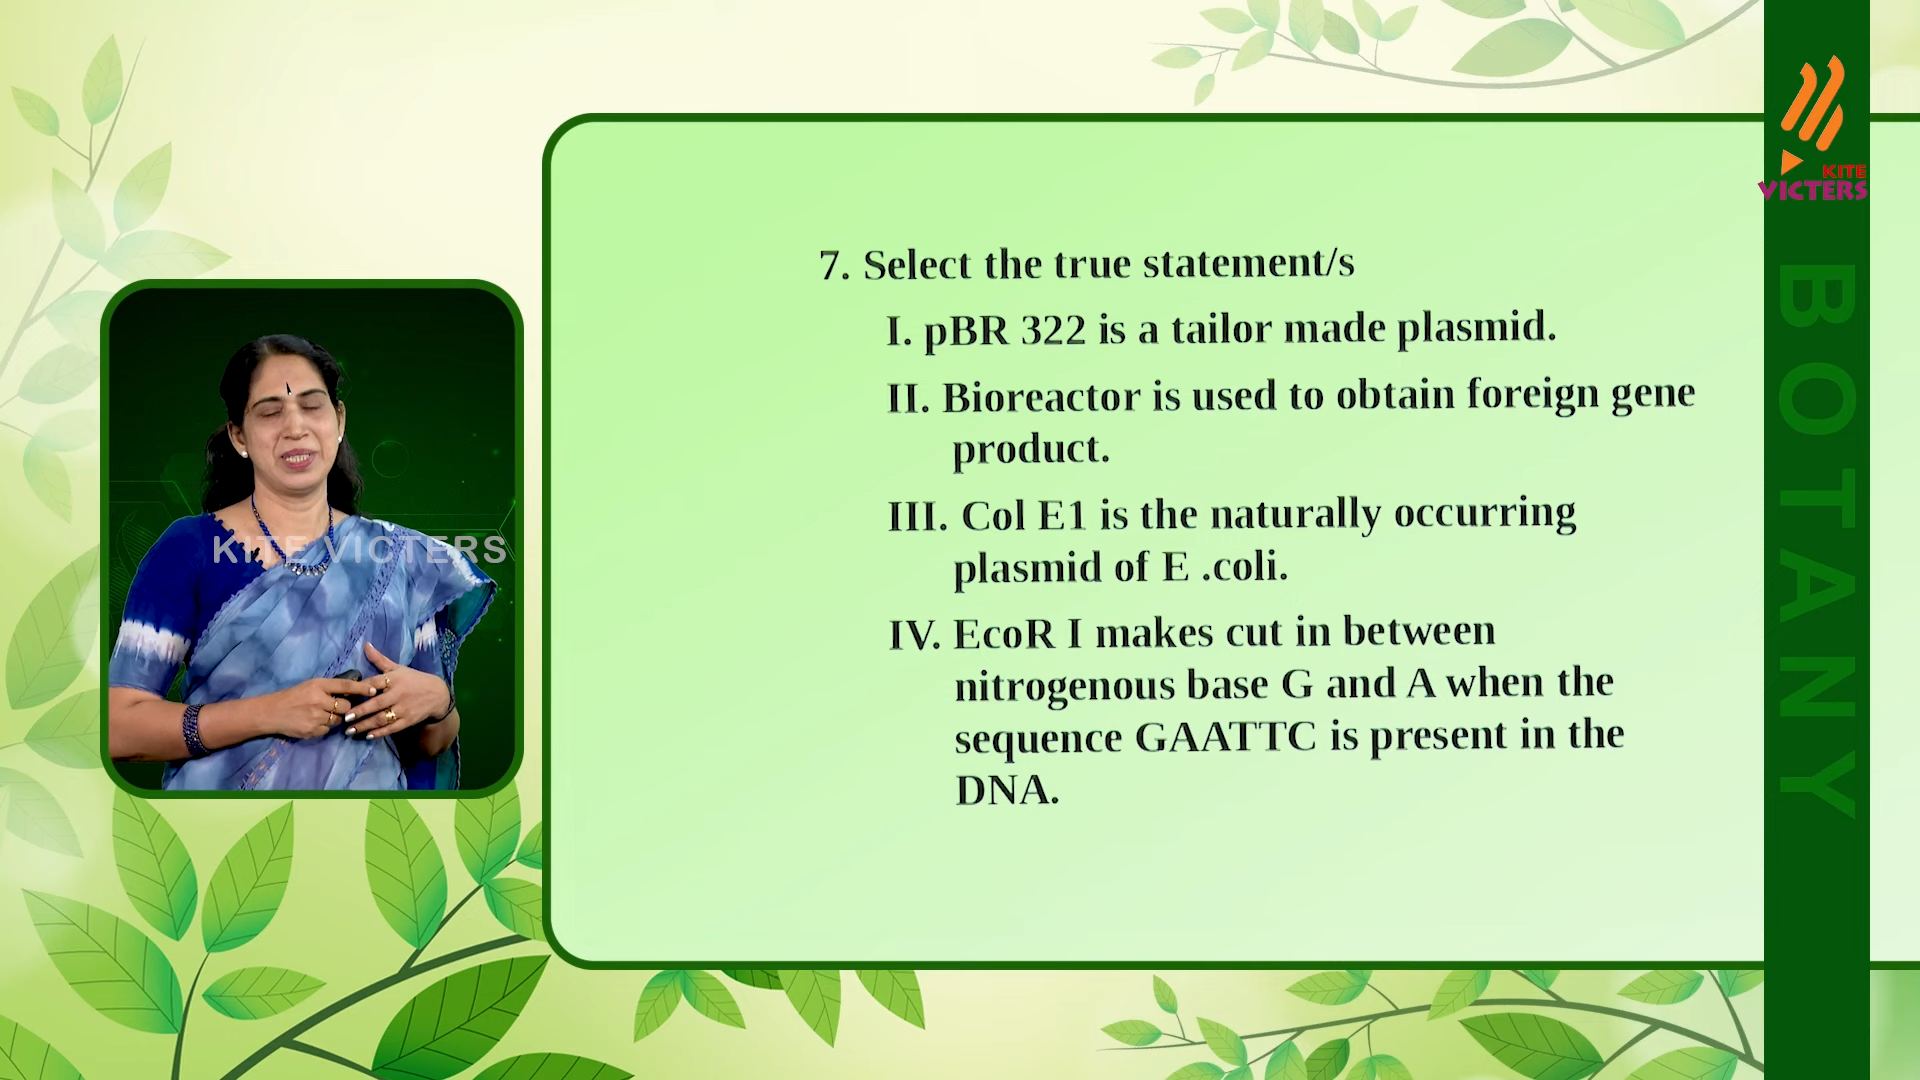 7. Select the true statement/s
I. pBR 322 is a tailor made plasmid.
II. Bioreactor is used to obtain foreign gene
product.
III. Col E1 is the naturally occurring
plasmid of E .coli.
IV. EcoR I makes cut in between
nitrogenous base G and A when the
sequence GAATTC is present in the
DNA.
KITE VICTERS
KITE
VICTERS
BOTANY